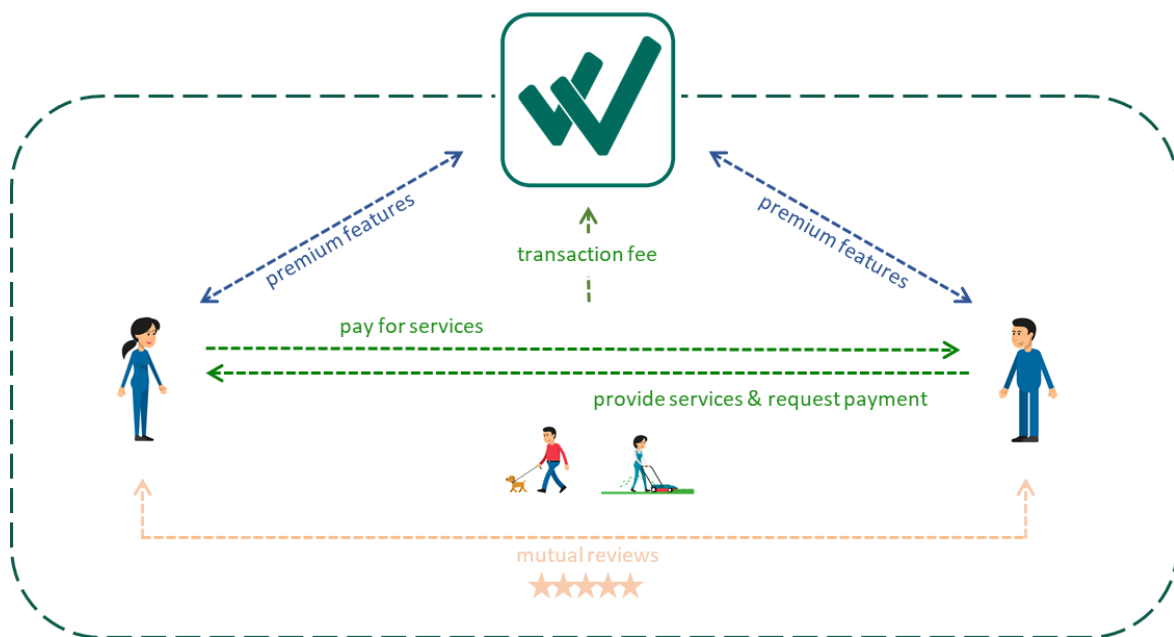 premium features
premium features
transaction fee
pay for services
provide services & request payment
mutual reviews